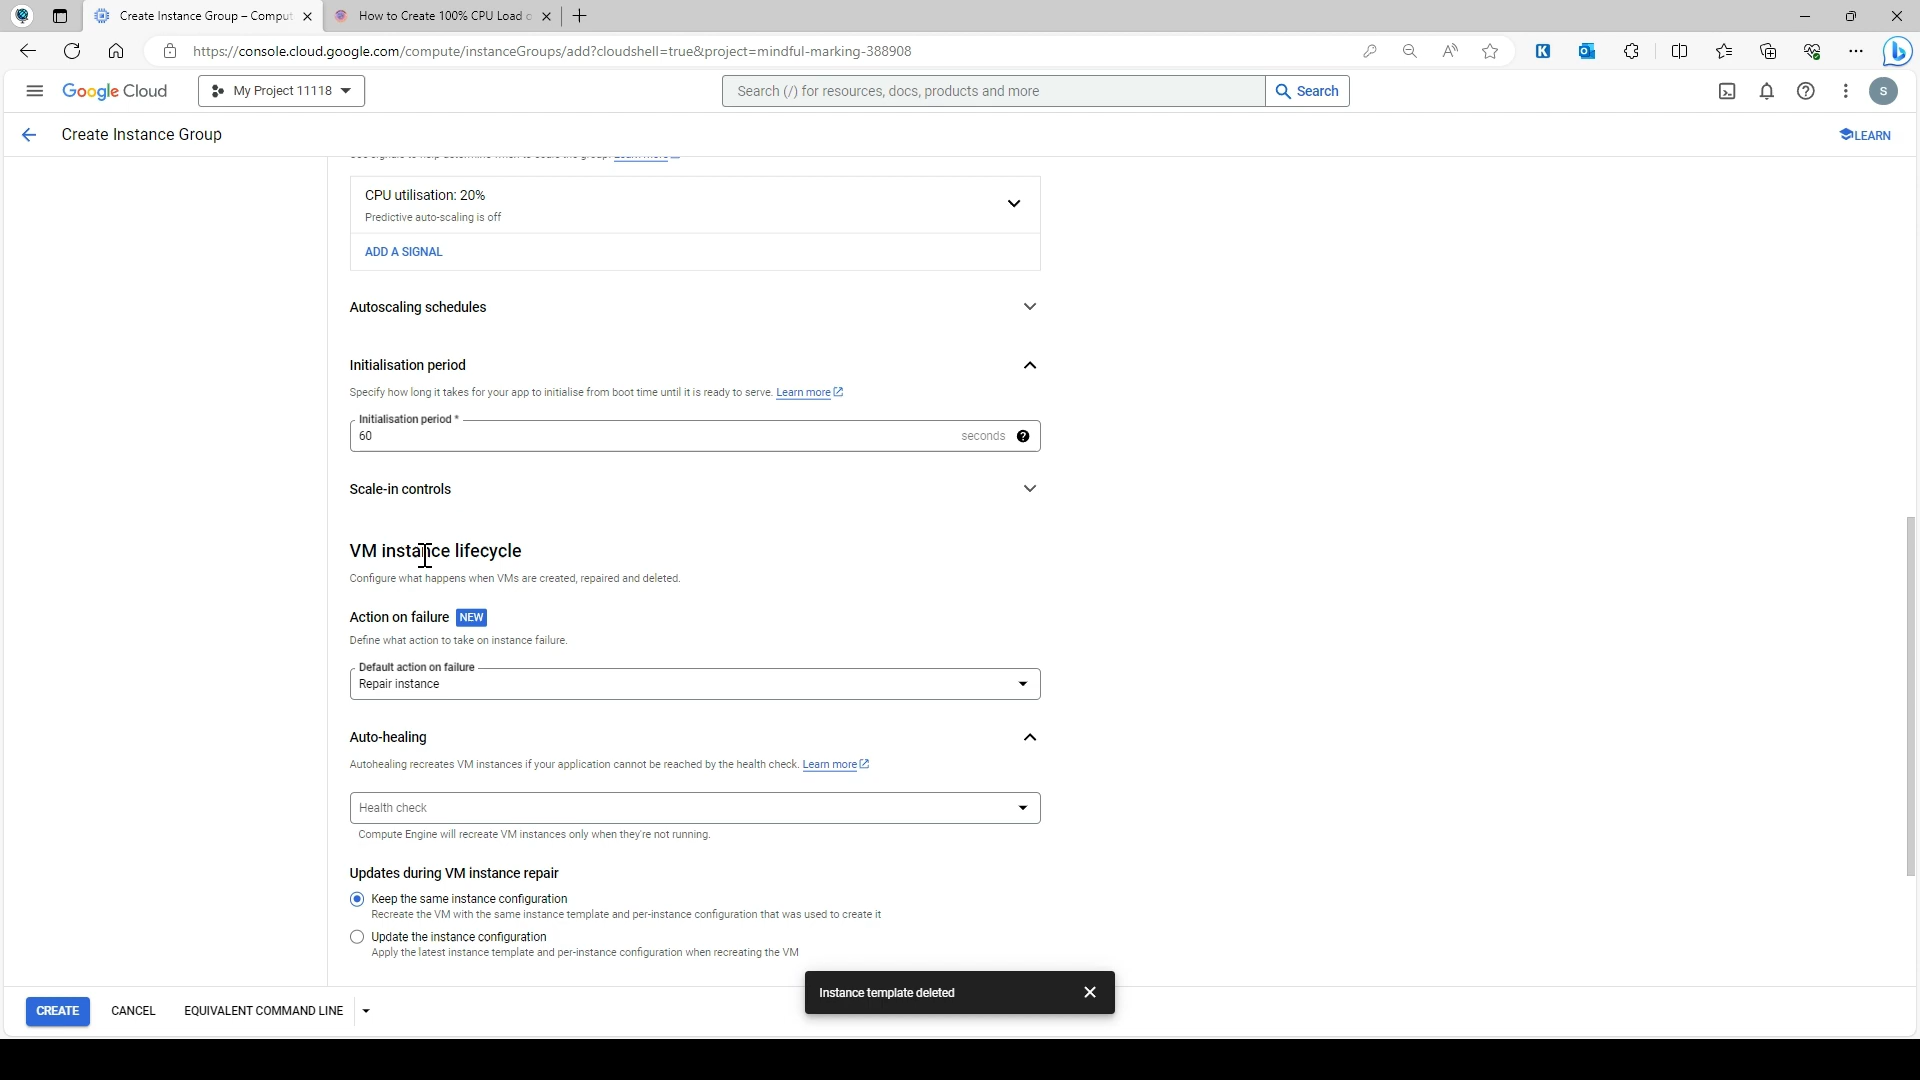 Create Instance Group – Comput
How to Create 100% CPU Load o
https://console.cloud.google.com/compute/instanceGroups/add?cloudshell=true&project=mindful-marking-388908
Google Cloud
My Project 11118
Search (/) for resources, docs, products and more
Search
S
Create Instance Group
LEARN
CPU utilisation: 20%
Predictive auto-scaling is off
ADD A SIGNAL
Autoscaling schedules
Initialisation period
Specify how long it takes for your app to initialise from boot time until it is ready to serve. Learn more
Initialisation period *
60
seconds
Scale-in controls
VM instance lifecycle
Configure what happens when VMs are created, repaired and deleted.
Action on failure NEW
Define what action to take on instance failure.
Default action on failure
Repair instance
Auto-healing
Autohealing recreates VM instances if your application cannot be reached by the health check. Learn more
Health check
Compute Engine will recreate VM instances only when they're not running.
Updates during VM instance repair
Keep the same instance configuration
Recreate the VM with the same instance template and per-instance configuration that was used to create it
Update the instance configuration
Apply the latest instance template and per-instance configuration when recreating the VM
Instance template deleted
CREATE
CANCEL
EQUIVALENT COMMAND LINE